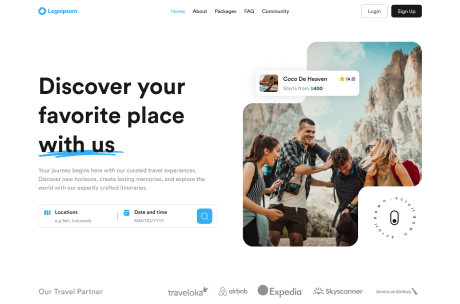 Logoipsum
Home About Packages FAQ Community
Login Sign Up
Discover your
favorite place
with us
Your journey begins here with our curated travel experiences.
Discover new horizons, create lasting memories, and explore the
world with our expertly crafted itineraries.
Locations
e.g Bali, Indonesia
Date and time
MM/DD/YYYY
Coco De Heaven (4.8)
Starts from $400
Our Travel Partner
traveloka airbnb Expedia Skyscanner American Airlines